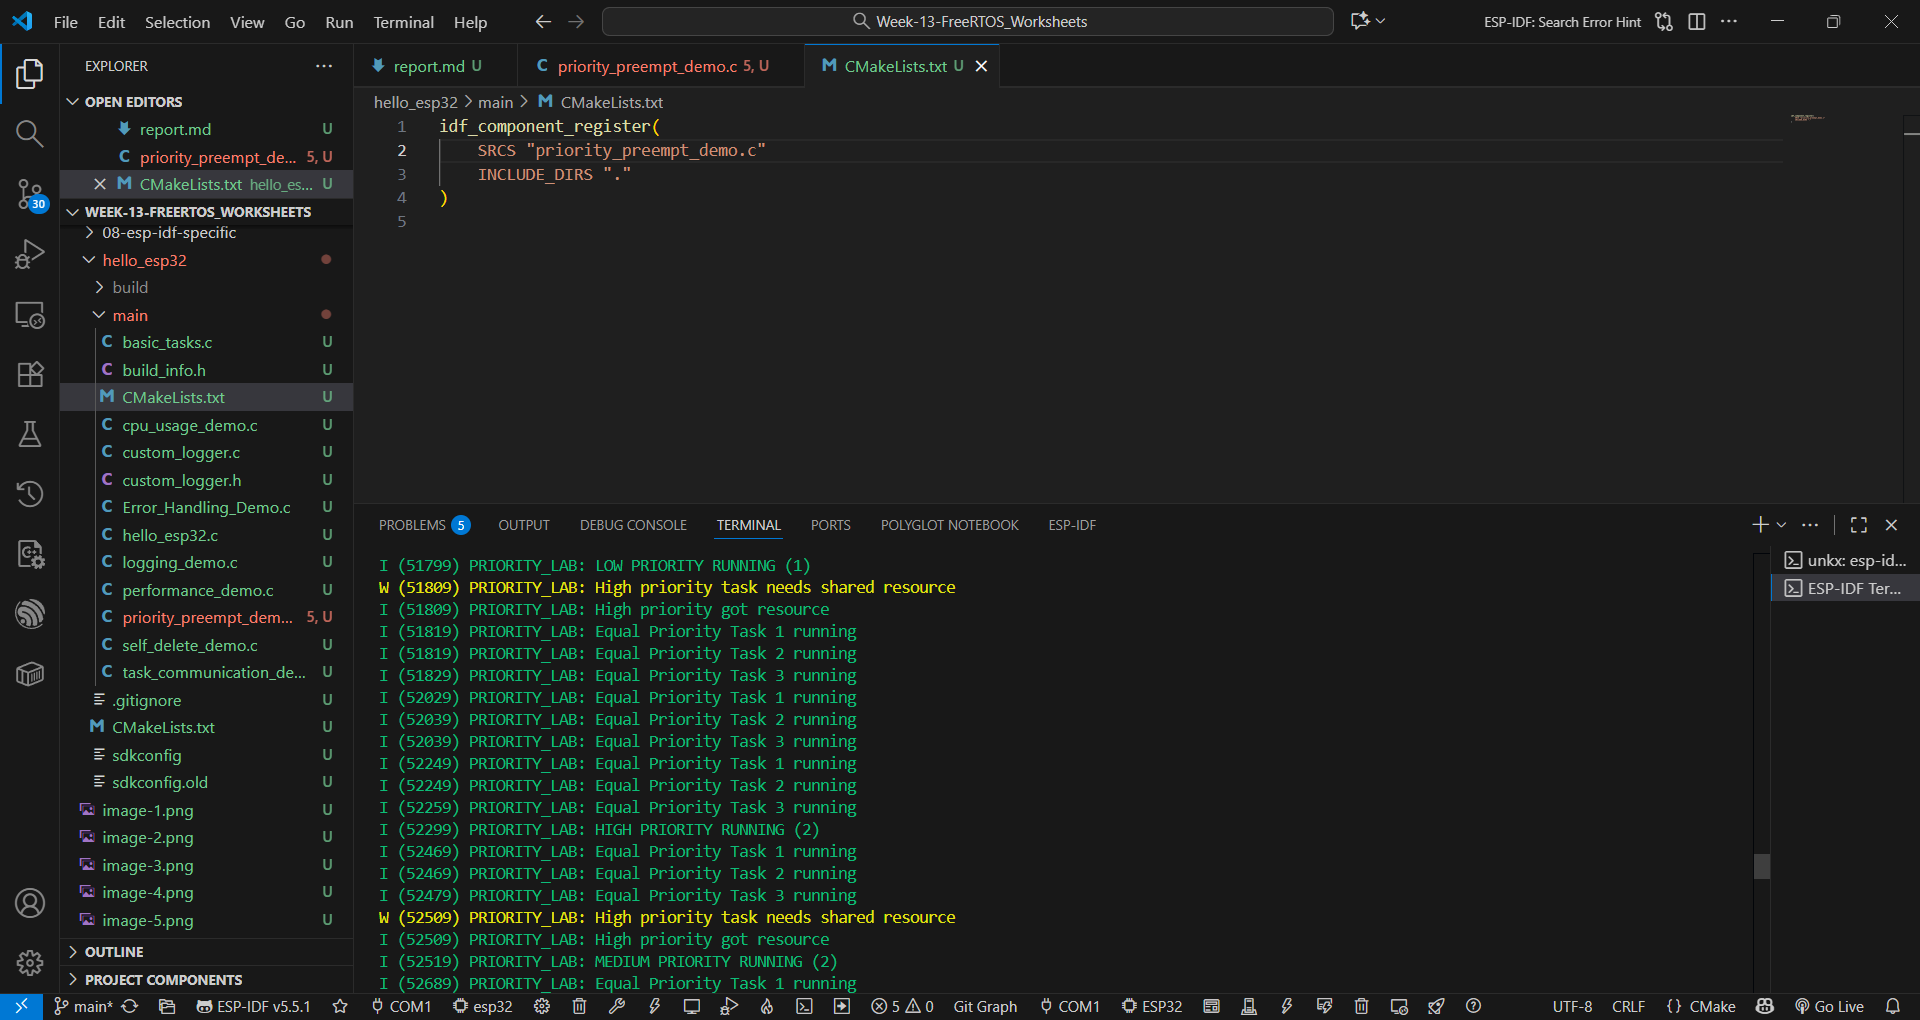 File Edit Selection View Go Run Terminal Help
Week-13-FreeRTOS_Worksheets
ESP-IDF: Search Error Hint
EXPLORER
OPEN EDITORS
report.md U
priority_preempt_de... 5, U
CMakeLists.txt hello_es... U
WEEK-13-FREERTOS_WORKSHEETS
08-esp-idf-specific
hello_esp32
build
main
basic_tasks.c U
build_info.h U
CMakeLists.txt U
cpu_usage_demo.c U
custom_logger.c U
custom_logger.h U
Error_Handling_Demo.c U
hello_esp32.c U
logging_demo.c U
performance_demo.c U
priority_preempt_dem... 5, U
self_delete_demo.c U
task_communication_de... U
.gitignore U
CMakeLists.txt U
sdkconfig U
sdkconfig.old U
image-1.png U
image-2.png U
image-3.png U
image-4.png U
image-5.png U
OUTLINE
PROJECT COMPONENTS
30
report.md U
priority_preempt_demo.c 5, U
CMakeLists.txt U
hello_esp32 > main > CMakeLists.txt
1 idf_component_register(
2 SRCS "priority_preempt_demo.c"
3 INCLUDE_DIRS "."
4 )
5
PROBLEMS 5 OUTPUT DEBUG CONSOLE TERMINAL PORTS POLYGLOT NOTEBOOK ESP-IDF
I (51799) PRIORITY_LAB: LOW PRIORITY RUNNING (1)
W (51809) PRIORITY_LAB: High priority task needs shared resource
I (51809) PRIORITY_LAB: High priority got resource
I (51819) PRIORITY_LAB: Equal Priority Task 1 running
I (51819) PRIORITY_LAB: Equal Priority Task 2 running
I (51829) PRIORITY_LAB: Equal Priority Task 3 running
I (52029) PRIORITY_LAB: Equal Priority Task 1 running
I (52039) PRIORITY_LAB: Equal Priority Task 2 running
I (52039) PRIORITY_LAB: Equal Priority Task 3 running
I (52249) PRIORITY_LAB: Equal Priority Task 1 running
I (52249) PRIORITY_LAB: Equal Priority Task 2 running
I (52259) PRIORITY_LAB: Equal Priority Task 3 running
I (52299) PRIORITY_LAB: HIGH PRIORITY RUNNING (2)
I (52469) PRIORITY_LAB: Equal Priority Task 1 running
I (52469) PRIORITY_LAB: Equal Priority Task 2 running
I (52479) PRIORITY_LAB: Equal Priority Task 3 running
W (52509) PRIORITY_LAB: High priority task needs shared resource
I (52509) PRIORITY_LAB: High priority got resource
I (52519) PRIORITY_LAB: MEDIUM PRIORITY RUNNING (2)
I (52689) PRIORITY_LAB: Equal Priority Task 1 running
unkx: esp-id...
ESP-IDF Ter...
main* ESP-IDF v5.5.1 COM1 esp32 5 0 Git Graph COM1 ESP32 UTF-8 CRLF {} CMake Go Live